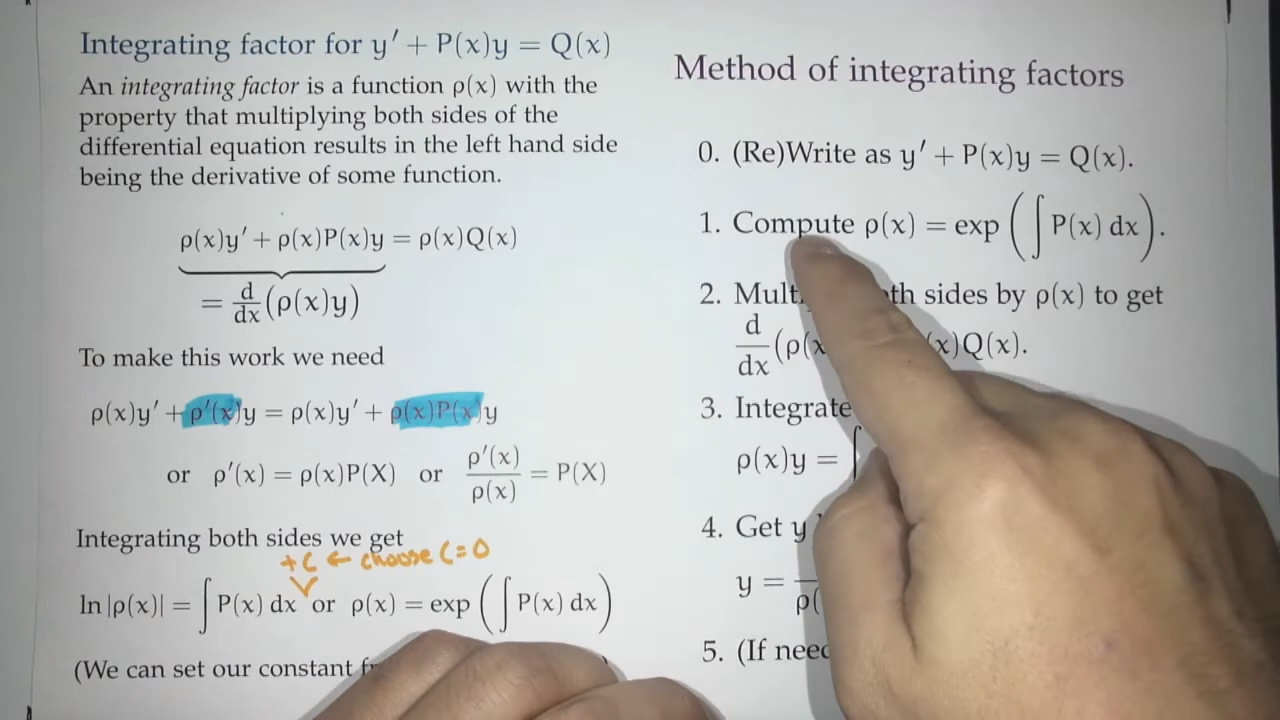 Integrating factor for y′ + P(x)y = Q(x)
An integrating factor is a function ρ(x) with the
property that multiplying both sides of the
differential equation results in the left hand side
being the derivative of some function.
ρ(x)y′ + ρ(x)P(x)y = ρ(x)Q(x)
= d/dx (ρ(x)y)
To make this work we need
ρ(x)y′ + ρ′(x)y = ρ(x)y′ + ρ(x)P(x)y
or ρ′(x) = ρ(x)P(X) or ρ′(x)/ρ(x) = P(X)
Integrating both sides we get
+C ← choose C=0
ln |ρ(x)| = ∫ P(x) dx or ρ(x) = exp (∫ P(x) dx)
(We can set our constant
Method of integrating factors
0. (Re)Write as y′ + P(x)y = Q(x).
1. Compute ρ(x) = exp (∫ P(x) dx).
2. sides by ρ(x) to get
d/dx (ρ(x Q(x).
3. Integrate
ρ(x)y = ∫
4. Get y
y =
5. (If need